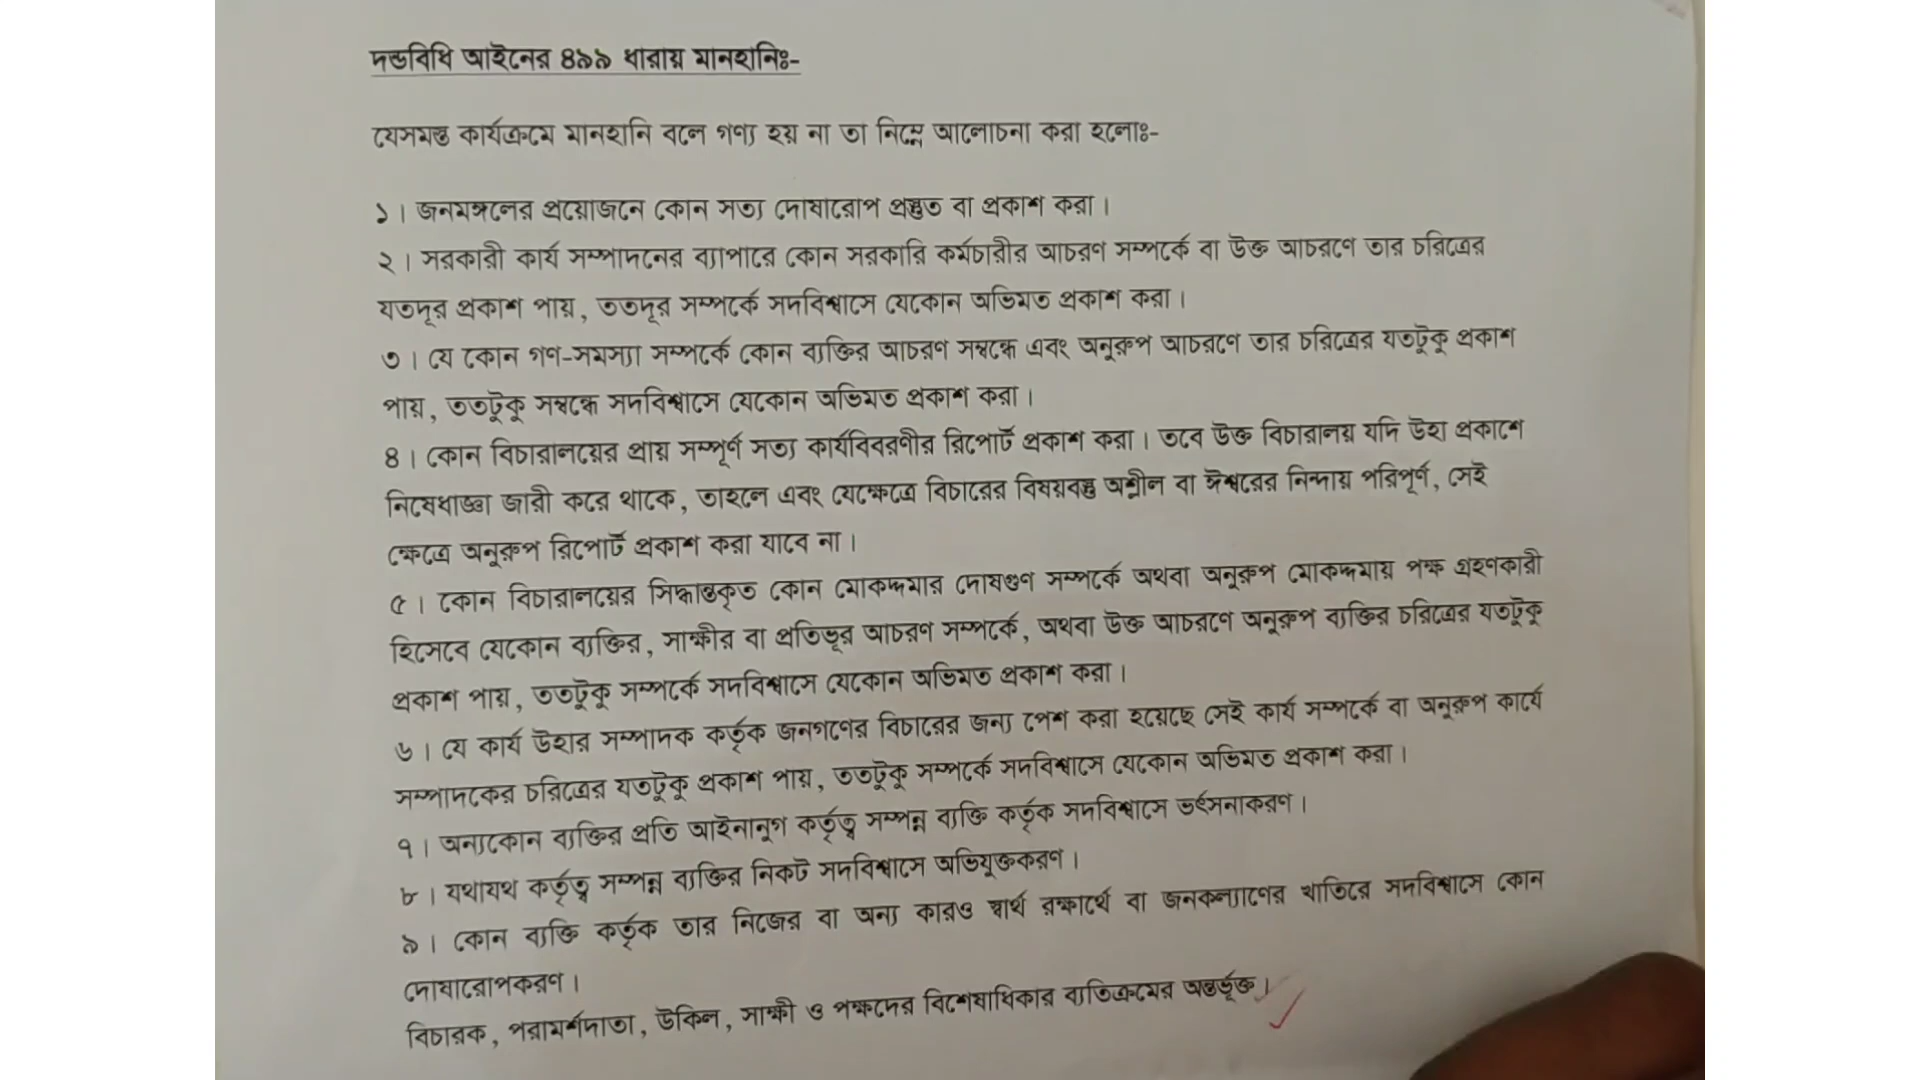 দন্ডবিধি আইনের ৪৯৯ ধারায় মানহানিঃ-
যেসমস্ত কার্যক্রমে মানহানি বলে গণ্য হয় না তা নিম্নে আলোচনা করা হলোঃ-
১। জনমঙ্গলের প্রয়োজনে কোন সত্য দোষারোপ প্রস্তুত বা প্রকাশ করা।
২। সরকারী কার্য সম্পাদনের ব্যাপারে কোন সরকারি কর্মচারীর আচরণ সম্পর্কে বা উক্ত আচরণে তার চরিত্রের
যতদূর প্রকাশ পায়, ততদূর সম্পর্কে সদবিশ্বাসে যেকোন অভিমত প্রকাশ করা।
৩। যে কোন গণ-সমস্যা সম্পর্কে কোন ব্যক্তির আচরণ সম্বন্ধে এবং অনুরুপ আচরণে তার চরিত্রের যতটুকু প্রকাশ
পায়, ততটুকু সম্বন্ধে সদবিশ্বাসে যেকোন অভিমত প্রকাশ করা।
৪। কোন বিচারালয়ের প্রায় সম্পূর্ণ সত্য কার্যবিবরণীর রিপোর্ট প্রকাশ করা। তবে উক্ত বিচারালয় যদি উহা প্রকাশে
নিষেধাজ্ঞা জারী করে থাকে, তাহলে এবং যেক্ষেত্রে বিচারের বিষয়বস্তু অশ্লীল বা ঈশ্বরের নিন্দায় পরিপূর্ণ, সেই
ক্ষেত্রে অনুরুপ রিপোর্ট প্রকাশ করা যাবে না।
৫। কোন বিচারালয়ের সিদ্ধান্তকৃত কোন মোকদ্দমার দোষগুণ সম্পর্কে অথবা অনুরুপ মোকদ্দমায় পক্ষ গ্রহণকারী
হিসেবে যেকোন ব্যক্তির, সাক্ষীর বা প্রতিভূর আচরণ সম্পর্কে, অথবা উক্ত আচরণে অনুরুপ ব্যক্তির চরিত্রের যতটুকু
প্রকাশ পায়, ততটুকু সম্পর্কে সদবিশ্বাসে যেকোন অভিমত প্রকাশ করা।
৬। যে কার্য উহার সম্পাদক কর্তৃক জনগণের বিচারের জন্য পেশ করা হয়েছে সেই কার্য সম্পর্কে বা অনুরুপ কার্যে
সম্পাদকের চরিত্রের যতটুকু প্রকাশ পায়, ততটুকু সম্পর্কে সদবিশ্বাসে যেকোন অভিমত প্রকাশ করা।
৭। অন্যকোন ব্যক্তির প্রতি আইনানুগ কর্তৃত্ব সম্পন্ন ব্যক্তি কর্তৃক সদবিশ্বাসে ভর্ৎসনাকরণ।
৮। যথাযথ কর্তৃত্ব সম্পন্ন ব্যক্তির নিকট সদবিশ্বাসে অভিযুক্তকরণ।
৯। কোন ব্যক্তি কর্তৃক তার নিজের বা অন্য কারও স্বার্থ রক্ষার্থে বা জনকল্যাণের খাতিরে সদবিশ্বাসে কোন
দোষারোপকরণ।
বিচারক, পরামর্শদাতা, উকিল, সাক্ষী ও পক্ষদের বিশেষাধিকার ব্যতিক্রমের অন্তর্ভূক্ত।